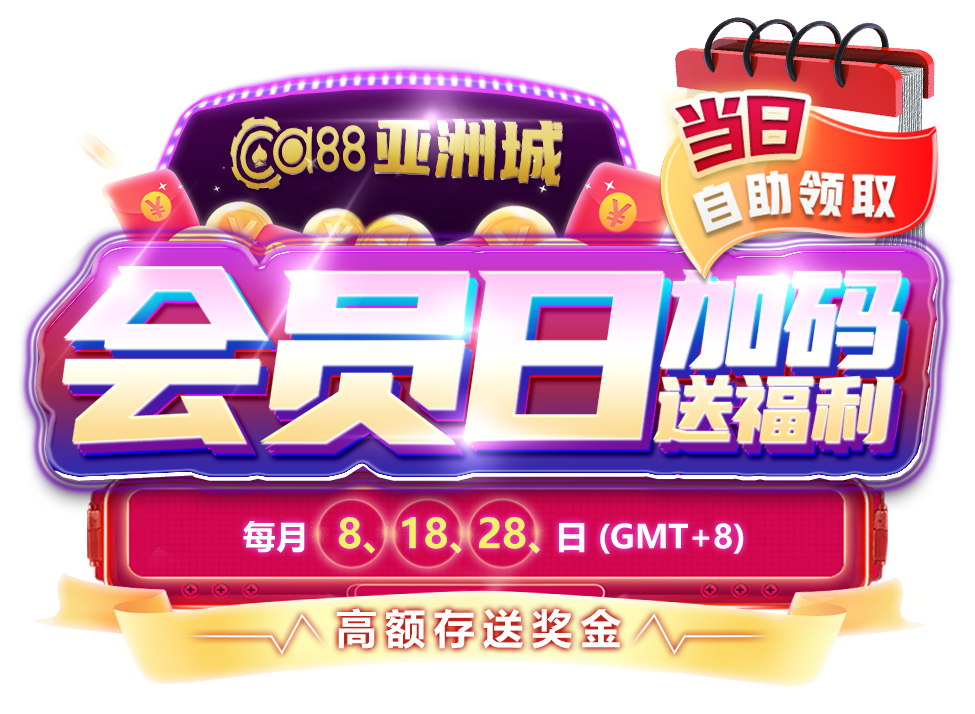 ca88 亚洲城
当日
自助领取
会员日 加码
送福利
每月 8、18、28、日 (GMT+8)
高额存送奖金